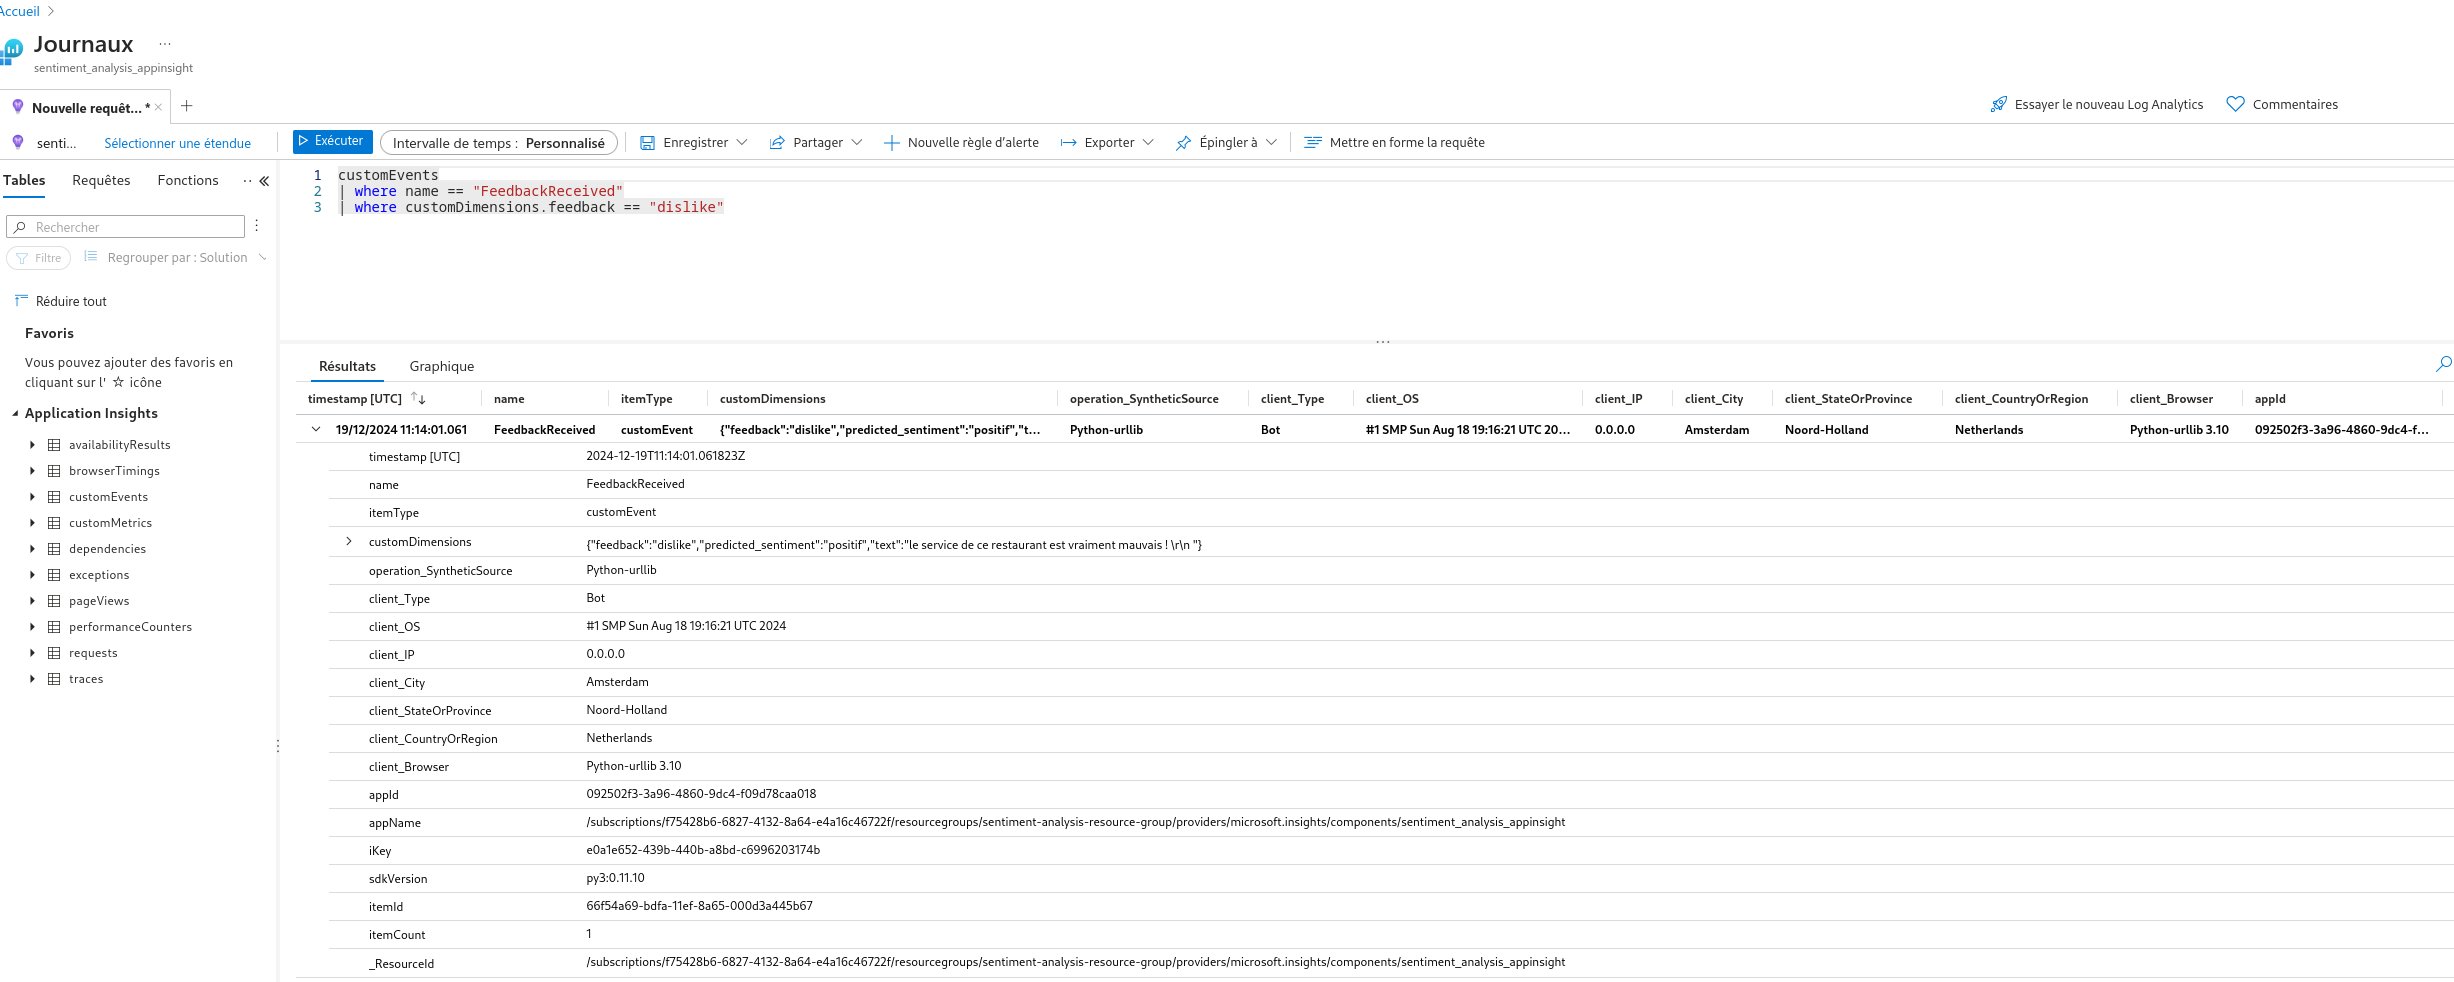 Accueil
Journaux ...
sentiment_analysis_appinsight
Nouvelle requêt... *
Essayer le nouveau Log Analytics Commentaires
senti... Sélectionner une étendue Exécuter Intervalle de temps : Personnalisé Enregistrer Partager Nouvelle règle d'alerte Exporter Épingler à Mettre en forme la requête
Tables Requêtes Fonctions
1 customEvents
2 | where name == "FeedbackReceived"
3 | where customDimensions.feedback == "dislike"
Rechercher
Filtre Regrouper par : Solution
Réduire tout
Favoris
Vous pouvez ajouter des favoris en
cliquant sur l' ☆ icône
Application Insights
availabilityResults
browserTimings
customEvents
customMetrics
dependencies
exceptions
pageViews
performanceCounters
requests
traces
Résultats Graphique
timestamp [UTC] name itemType customDimensions operation_SyntheticSource client_Type client_OS client_IP client_City client_StateOrProvince client_CountryOrRegion client_Browser appId
19/12/2024 11:14:01.061 FeedbackReceived customEvent {"feedback":"dislike","predicted_sentiment":"positif","t... Python-urllib Bot #1 SMP Sun Aug 18 19:16:21 UTC 20... 0.0.0.0 Amsterdam Noord-Holland Netherlands Python-urllib 3.10 092502f3-3a96-4860-9dc4-f...
timestamp [UTC] 2024-12-19T11:14:01.061823Z
name FeedbackReceived
itemType customEvent
customDimensions {"feedback":"dislike","predicted_sentiment":"positif","text":"le service de ce restaurant est vraiment mauvais ! \r\n "}
operation_SyntheticSource Python-urllib
client_Type Bot
client_OS #1 SMP Sun Aug 18 19:16:21 UTC 2024
client_IP 0.0.0.0
client_City Amsterdam
client_StateOrProvince Noord-Holland
client_CountryOrRegion Netherlands
client_Browser Python-urllib 3.10
appId 092502f3-3a96-4860-9dc4-f09d78caa018
appName /subscriptions/f75428b6-6827-4132-8a64-e4a16c46722f/resourcegroups/sentiment-analysis-resource-group/providers/microsoft.insights/components/sentiment_analysis_appinsight
iKey e0a1e652-439b-440b-a8bd-c6996203174b
sdkVersion py3:0.11.10
itemId 66f54a69-bdfa-11ef-8a65-000d3a445b67
itemCount 1
_ResourceId /subscriptions/f75428b6-6827-4132-8a64-e4a16c46722f/resourcegroups/sentiment-analysis-resource-group/providers/microsoft.insights/components/sentiment_analysis_appinsight